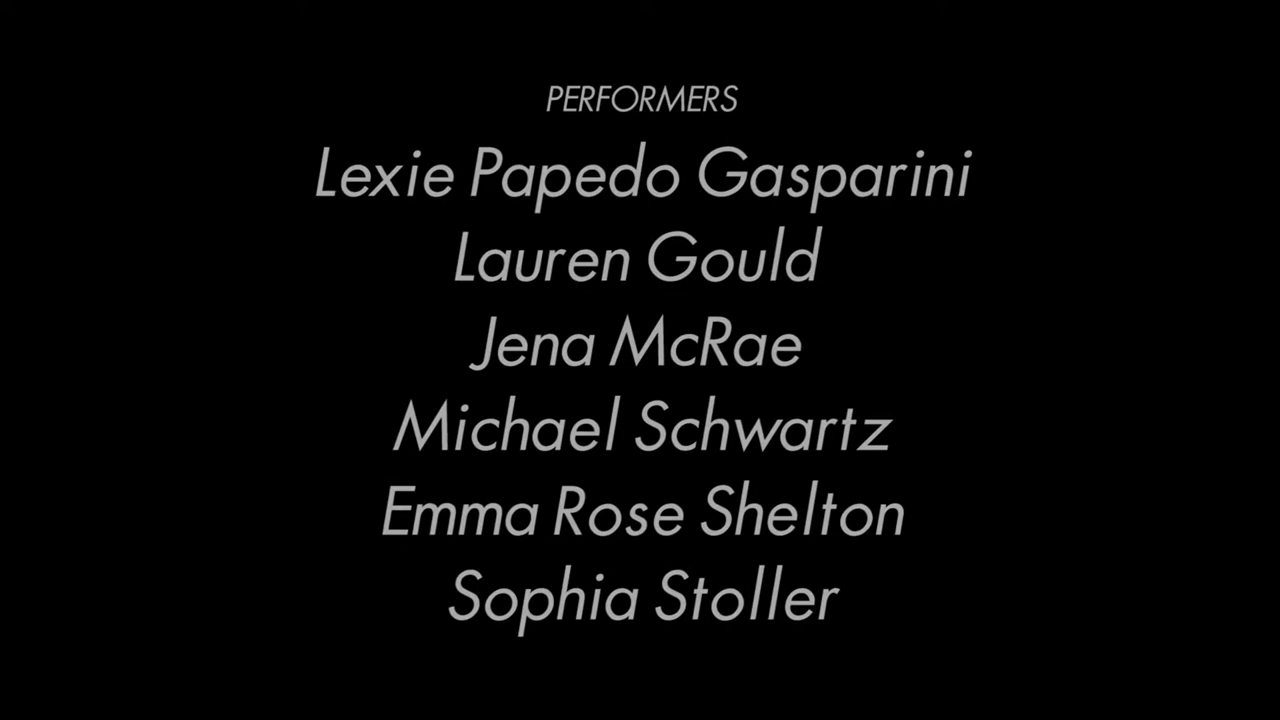 PERFORMERS
Lexie Papedo Gasparini
Lauren Gould
Jena McRae
Michael Schwartz
Emma Rose Shelton
Sophia Stoller